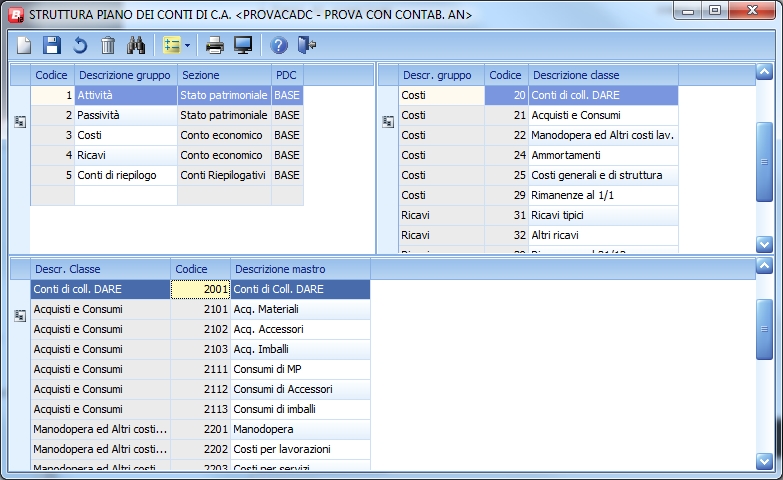 STRUTTURA PIANO DEI CONTI DI C.A. <PROVACADC - PROVA CON CONTAB. AN>
Codice Descrizione gruppo Sezione PDC
1 Attività Stato patrimoniale BASE
2 Passività Stato patrimoniale BASE
3 Costi Conto economico BASE
4 Ricavi Conto economico BASE
5 Conti di riepilogo Conti Riepilogativi BASE
Descr. gruppo Codice Descrizione classe
Costi 20 Conti di coll. DARE
Costi 21 Acquisti e Consumi
Costi 22 Manodopera ed Altri costi lav.
Costi 24 Ammortamenti
Costi 25 Costi generali e di struttura
Costi 29 Rimanenze al 1/1
Ricavi 31 Ricavi tipici
Ricavi 32 Altri ricavi
Descr. Classe Codice Descrizione mastro
Conti di coll. DARE 2001 Conti di Coll. DARE
Acquisti e Consumi 2101 Acq. Materiali
Acquisti e Consumi 2102 Acq. Accessori
Acquisti e Consumi 2103 Acq. Imballi
Acquisti e Consumi 2111 Consumi di MP
Acquisti e Consumi 2112 Consumi di Accessori
Acquisti e Consumi 2113 Consumi di imballi
Manodopera ed Altri costi... 2201 Manodopera
Manodopera ed Altri costi... 2202 Costi per lavorazioni
Manodopera ed Altri costi... 2203 Costi per servizi